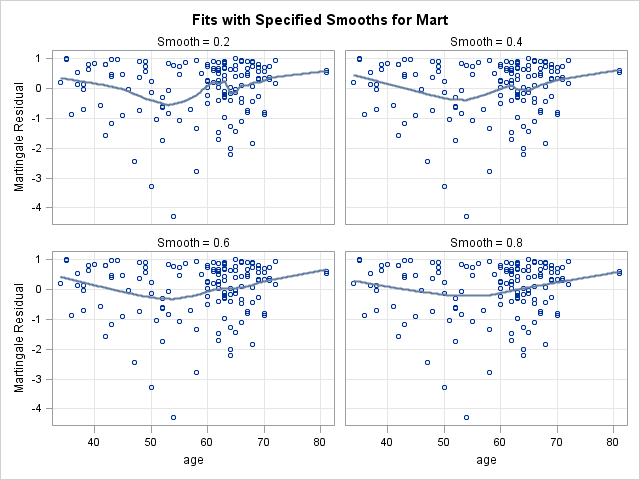 Fits with Specified Smooths for Mart
Smooth = 0.2
Smooth = 0.4
Martingale Residual
1
0
-1
-2
-3
-4
Smooth = 0.6
Smooth = 0.8
Martingale Residual
1
0
-1
-2
-3
-4
40 50 60 70 80
40 50 60 70 80
age
age